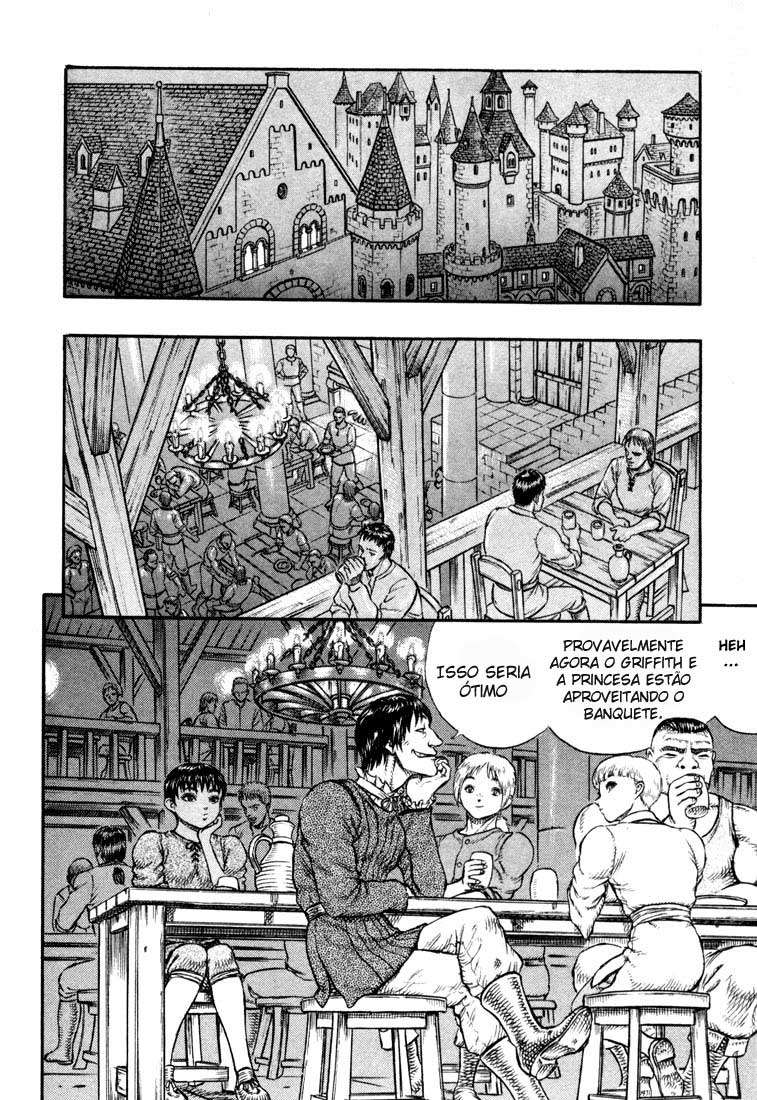 HEH
...
PROVAVELMENTE
AGORA O GRIFFITH E
A PRINCESA ESTÃO
APROVEITANDO O
BANQUETE.
ISSO SERIA
ÓTIMO